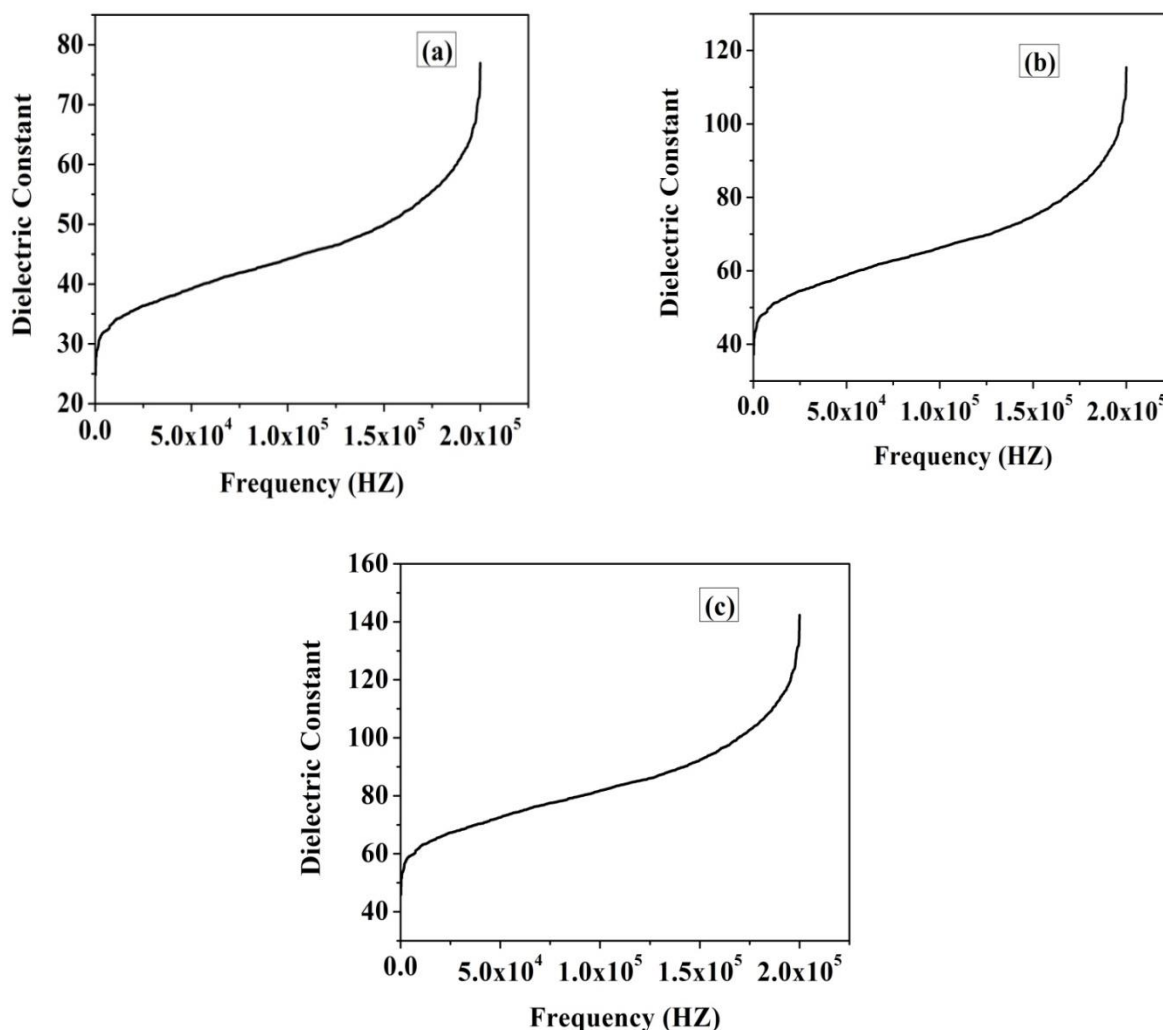 (a)
Dielectric Constant
80
70
60
50
40
30
20
0.0 5.0x10⁴ 1.0x10⁵ 1.5x10⁵ 2.0x10⁵
Frequency (HZ)
(b)
Dielectric Constant
120
100
80
60
40
0.0 5.0x10⁴ 1.0x10⁵ 1.5x10⁵ 2.0x10⁵
Frequency (HZ)
(c)
Dielectric Constant
160
140
120
100
80
60
40
0.0 5.0x10⁴ 1.0x10⁵ 1.5x10⁵ 2.0x10⁵
Frequency (HZ)